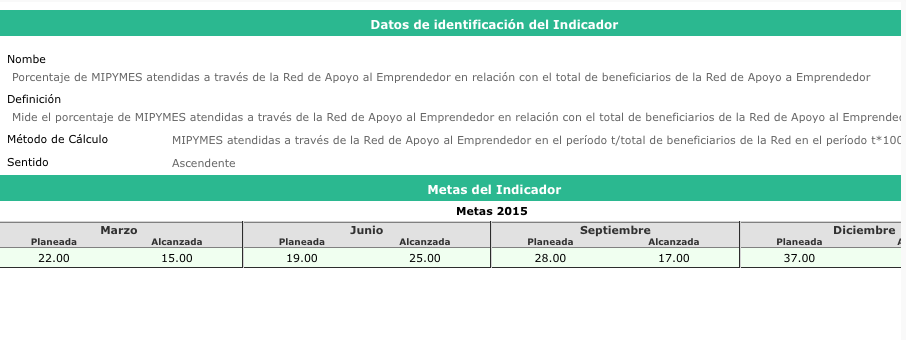 Datos de identificación del Indicador
Nombe
Porcentaje de MIPYMES atendidas a través de la Red de Apoyo al Emprendedor en relación con el total de beneficiarios de la Red de Apoyo a Emprendedor
Definición
Mide el porcentaje de MIPYMES atendidas a través de la Red de Apoyo al Emprendedor en relación con el total de beneficiarios de la Red de Apoyo al
Método de Cálculo MIPYMES atendidas a través de la Red de Apoyo al Emprendedor en el período t/total de beneficiarios de la Red en el período t*100
Sentido Ascendente
Metas del Indicador
Metas 2015
Marzo Junio Septiembre Diciembre
Planeada Alcanzada Planeada Alcanzada Planeada Alcanzada Planeada
22.00 15.00 19.00 25.00 28.00 17.00 37.00